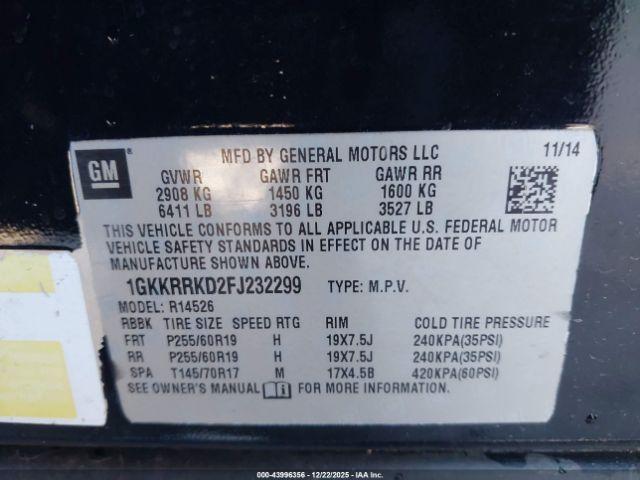 GM®
MFD BY GENERAL MOTORS LLC 11/14
GVWR GAWR FRT GAWR RR
2908 KG 1450 KG 1600 KG
6411 LB 3196 LB 3527 LB
THIS VEHICLE CONFORMS TO ALL APPLICABLE U.S. FEDERAL MOTOR
VEHICLE SAFETY STANDARDS IN EFFECT ON THE DATE OF
MANUFACTURE SHOWN ABOVE.
1GKKRRKD2FJ232299 TYPE: M.P.V.
MODEL: R14526
RBBK TIRE SIZE SPEED RTG RIM COLD TIRE PRESSURE
FRT P255/60R19 H 19X7.5J 240KPA(35PSI)
RR P255/60R19 H 19X7.5J 240KPA(35PSI)
SPA T145/70R17 M 17X4.5B 420KPA(60PSI)
SEE OWNER'S MANUAL FOR MORE INFORMATION.
000-43996356 - 12/22/2025 - IAA Corp.